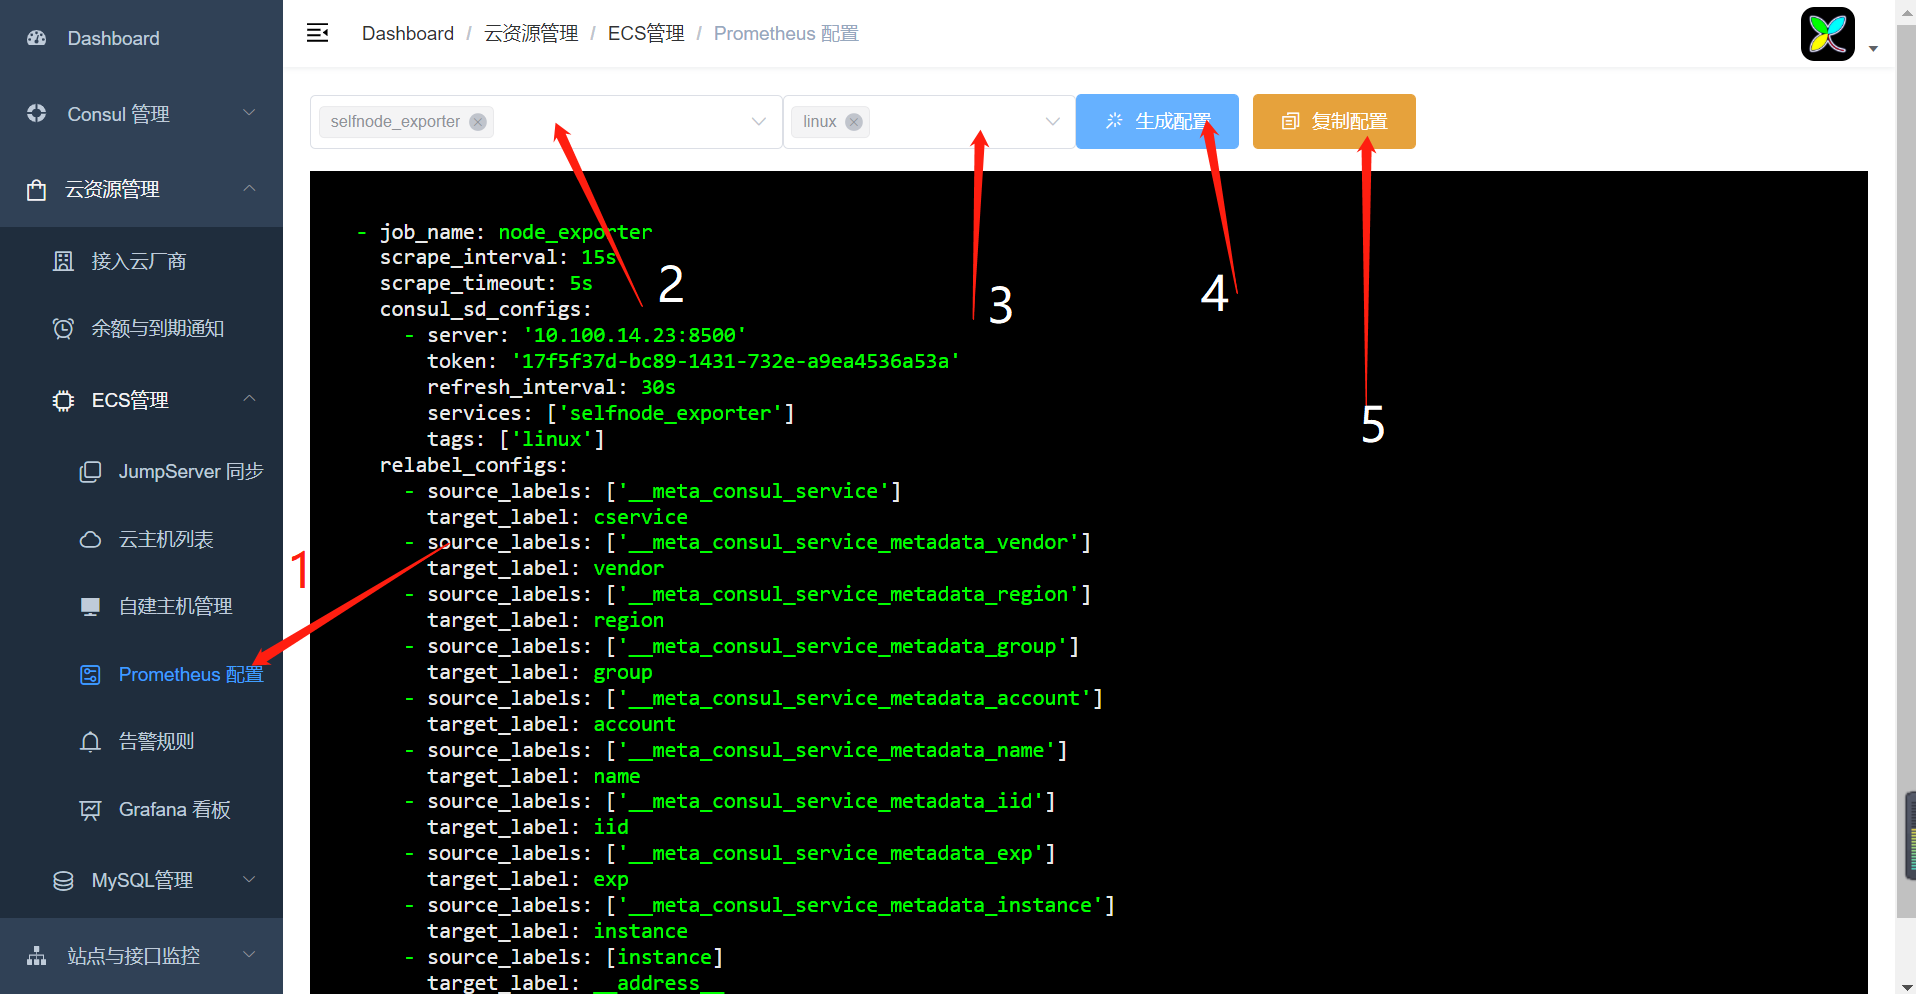 Dashboard
Consul 管理
云资源管理
接入云厂商
余额与到期通知
ECS管理
JumpServer 同步
云主机列表
自建主机管理
Prometheus 配置
告警规则
Grafana 看板
MySQL管理
站点与接口监控
Dashboard / 云资源管理 / ECS管理 / Prometheus 配置
selfnode_exporter linux 生成配置 复制配置
- job_name: node_exporter
scrape_interval: 15s
scrape_timeout: 5s
consul_sd_configs:
- server: '10.100.14.23:8500'
token: '17f5f37d-bc89-1431-732e-a9ea4536a53a'
refresh_interval: 30s
services: ['selfnode_exporter']
tags: ['linux']
relabel_configs:
- source_labels: ['__meta_consul_service']
target_label: cservice
- source_labels: ['__meta_consul_service_metadata_vendor']
target_label: vendor
- source_labels: ['__meta_consul_service_metadata_region']
target_label: region
- source_labels: ['__meta_consul_service_metadata_group']
target_label: group
- source_labels: ['__meta_consul_service_metadata_account']
target_label: account
- source_labels: ['__meta_consul_service_metadata_name']
target_label: name
- source_labels: ['__meta_consul_service_metadata_iid']
target_label: iid
- source_labels: ['__meta_consul_service_metadata_exp']
target_label: exp
- source_labels: ['__meta_consul_service_metadata_instance']
target_label: instance
- source_labels: [instance]
target_label: __address__
1
2
3
4
5